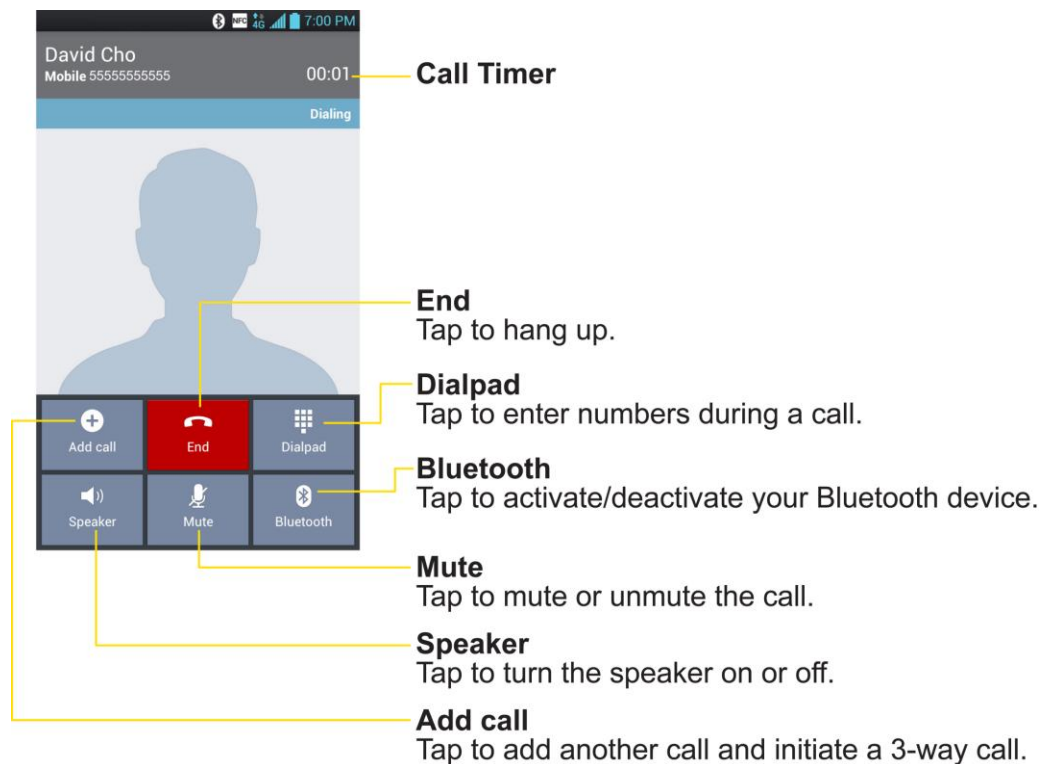 NFC 4G 7:00 PM
David Cho
Mobile 55555555555 00:01
Call Timer
Dialing
End
Tap to hang up.
Dialpad
Tap to enter numbers during a call.
Add call End Dialpad
Bluetooth
Tap to activate/deactivate your Bluetooth device.
Speaker Mute Bluetooth
Mute
Tap to mute or unmute the call.
Speaker
Tap to turn the speaker on or off.
Add call
Tap to add another call and initiate a 3-way call.